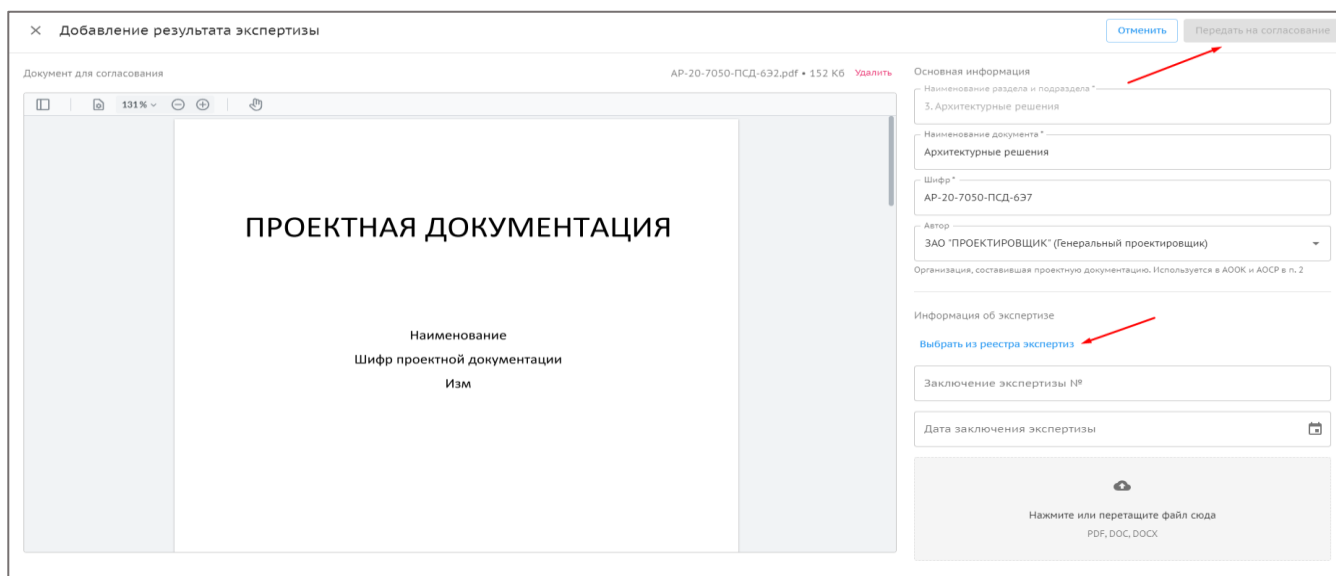 Добавление результата экспертизы
Отменить
Передать на согласование
Документ для согласования
АР-20-7050-ПСД-6Э2.pdf • 152 Кб Удалить
131%
ПРОЕКТНАЯ ДОКУМЕНТАЦИЯ
Наименование
Шифр проектной документации
Изм
Основная информация
Наименование раздела и подраздела *
3. Архитектурные решения
Наименование документа *
Архитектурные решения
Шифр *
АР-20-7050-ПСД-6Э7
Автор
ЗАО "ПРОЕКТИРОВЩИК" (Генеральный проектировщик)
Организация, составившая проектную документацию. Используется в АООК и АОСР в п. 2
Информация об экспертизе
Выбрать из реестра экспертиз
Заключение экспертизы №
Дата заключения экспертизы
Нажмите или перетащите файл сюда
PDF, DOC, DOCX